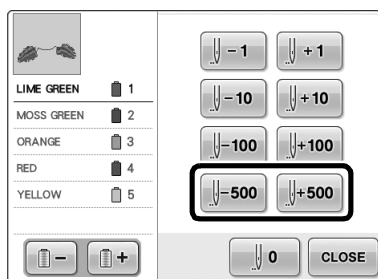 -1 +1
LIME GREEN 1
-10 +10
MOSS GREEN 2
ORANGE 3
-100 +100
RED 4
YELLOW 5
-500 +500
- + 0 CLOSE